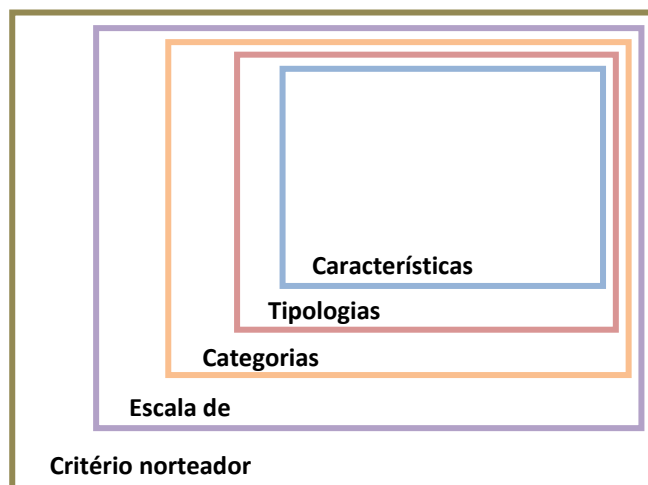 Características
Tipologias
Categorias
Escala de
Critério norteador